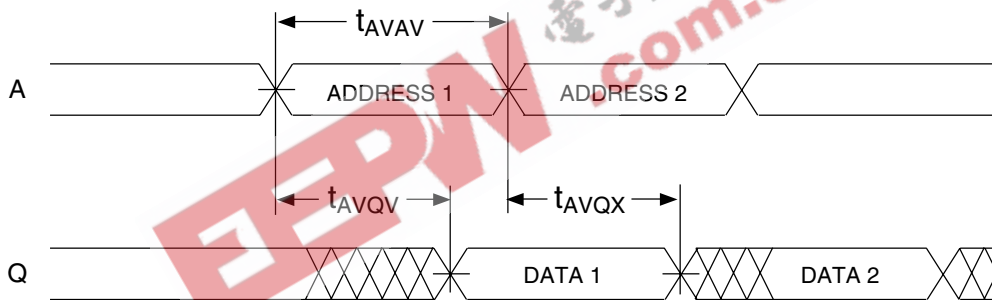 tAVAV
A
ADDRESS 1
ADDRESS 2
tAVQV
tAVQX
Q
DATA 1
DATA 2
EEPW
.com.c